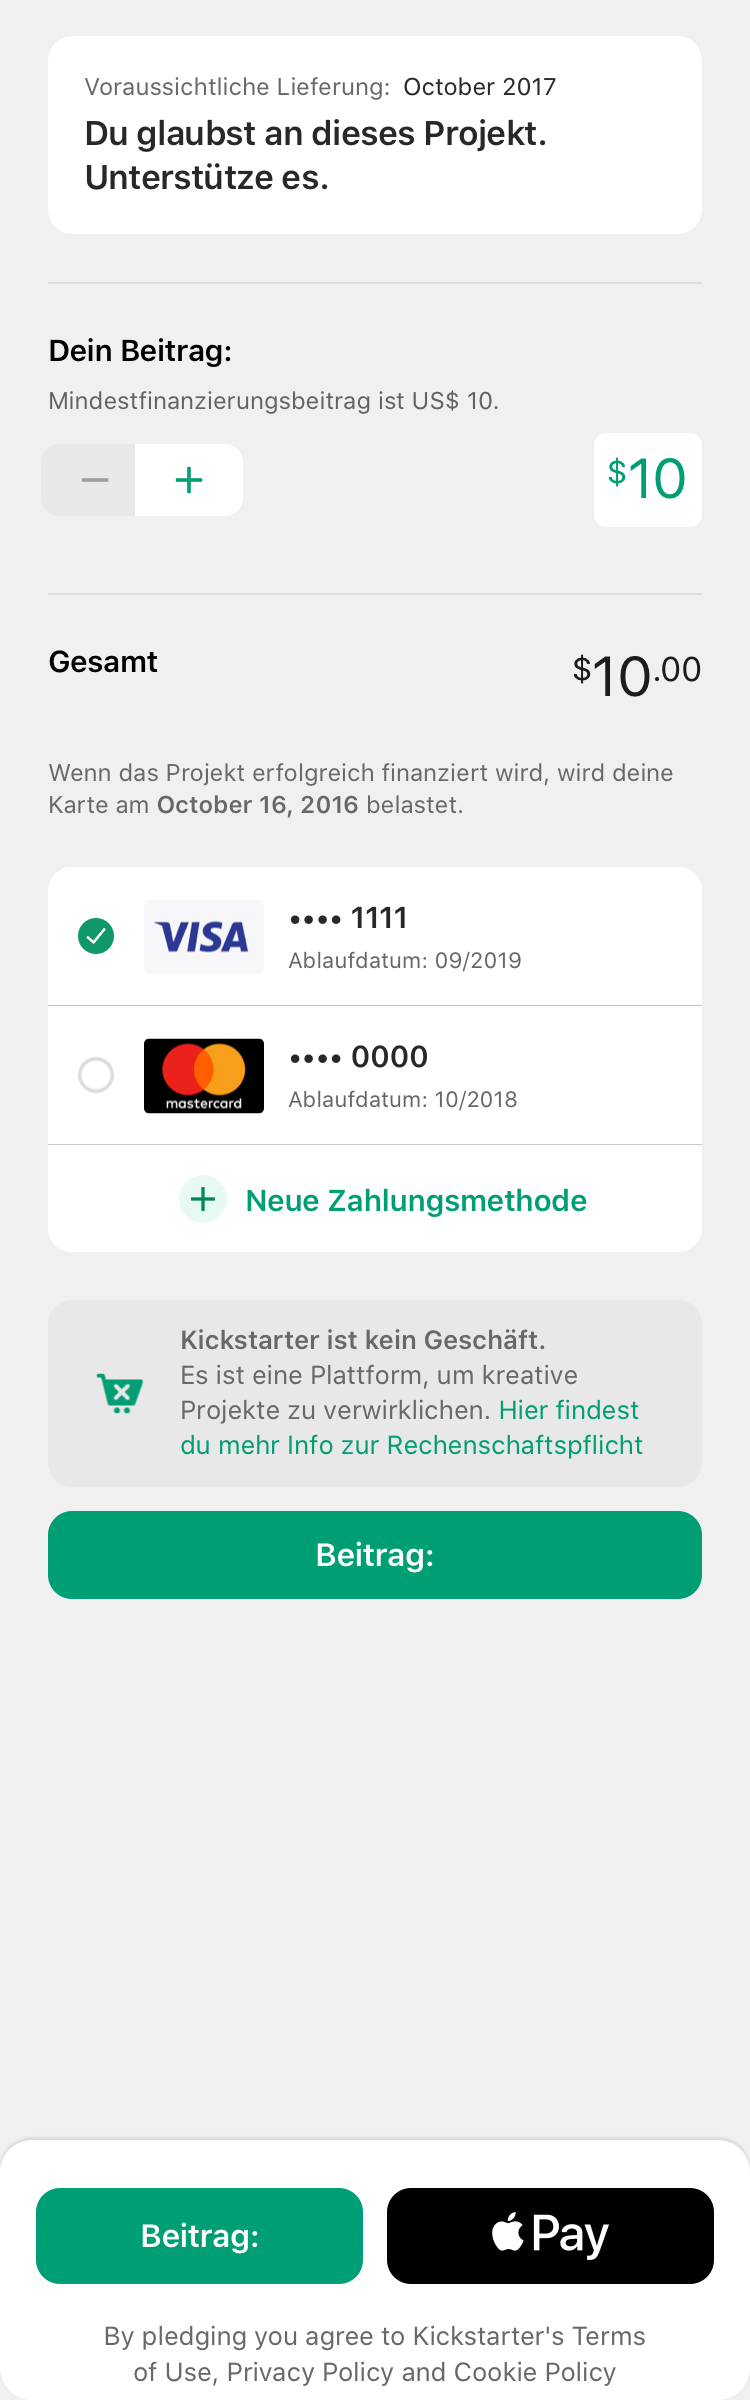 Voraussichtliche Lieferung: October 2017
Du glaubst an dieses Projekt.
Unterstütze es.
Dein Beitrag:
Mindestfinanzierungsbeitrag ist US$ 10.
− +
$10
Gesamt
$10.00
Wenn das Projekt erfolgreich finanziert wird, wird deine
Karte am October 16, 2016 belastet.
VISA
•••• 1111
Ablaufdatum: 09/2019
mastercard
•••• 0000
Ablaufdatum: 10/2018
+ Neue Zahlungsmethode
Kickstarter ist kein Geschäft.
Es ist eine Plattform, um kreative
Projekte zu verwirklichen. Hier findest
du mehr Info zur Rechenschaftspflicht
Beitrag:
Beitrag:
Pay
By pledging you agree to Kickstarter's Terms
of Use, Privacy Policy and Cookie Policy